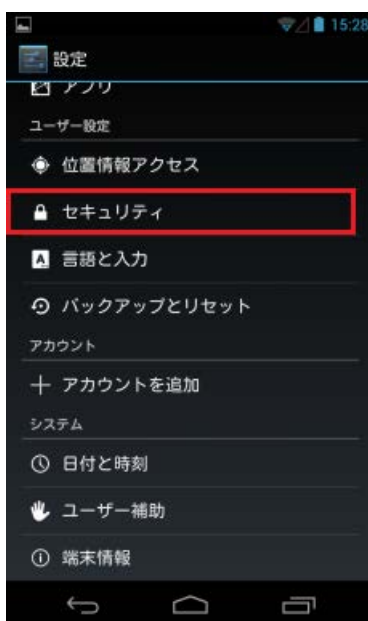 15:28
設定
アプリ
ユーザー設定
位置情報アクセス
セキュリティ
言語と入力
バックアップとリセット
アカウント
アカウントを追加
システム
日付と時刻
ユーザー補助
端末情報